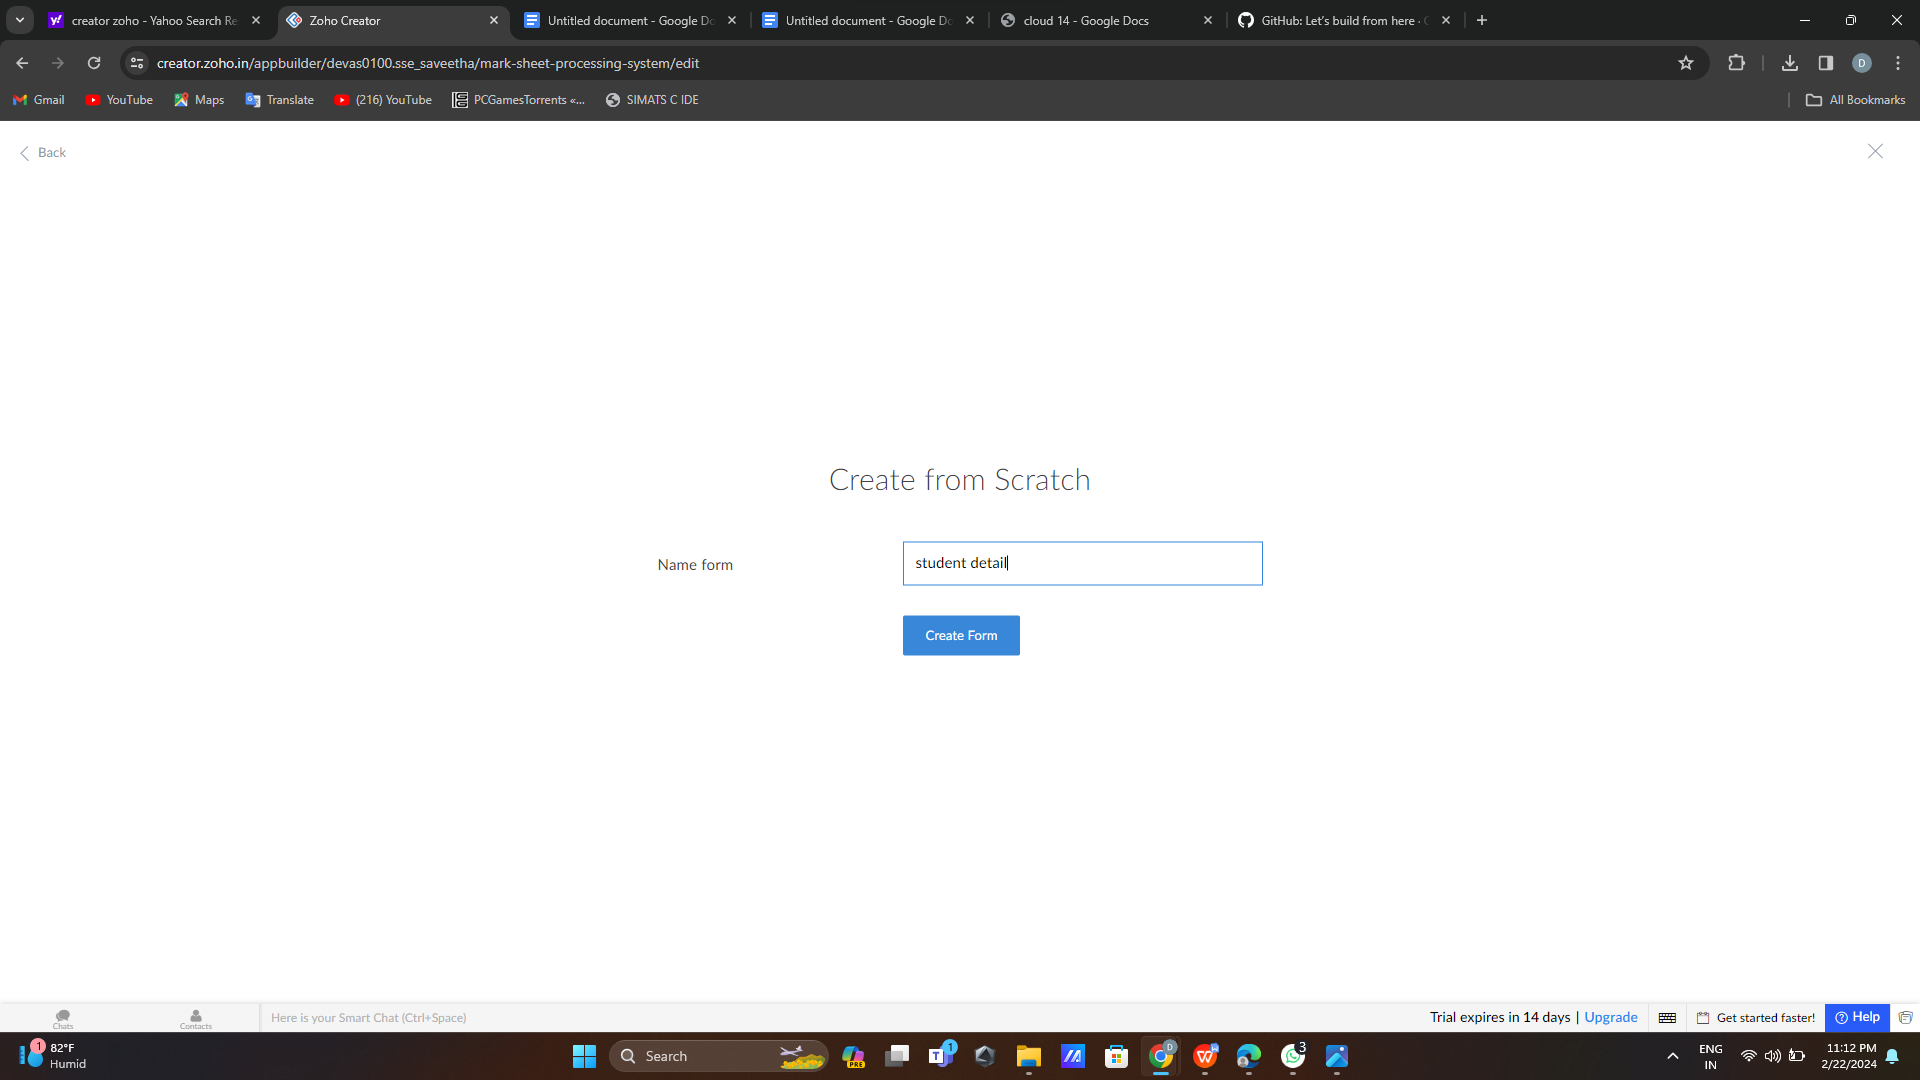 creator zoho - Yahoo Search Re
Zoho Creator
Untitled document - Google Do
Untitled document - Google Do
cloud 14 - Google Docs
GitHub: Let's build from here ·
creator.zoho.in/appbuilder/devas0100.sse_saveetha/mark-sheet-processing-system/edit
D
Gmail
YouTube
Maps
Translate
(216) YouTube
PCGamesTorrents «...
SIMATS C IDE
All Bookmarks
Back
Create from Scratch
Name form
student detail
Create Form
Chats
Contacts
Here is your Smart Chat (Ctrl+Space)
Trial expires in 14 days | Upgrade
Get started faster!
Help
1
82°F
Humid
Search
PRE
1
D
3
ENG
IN
11:12 PM
2/22/2024